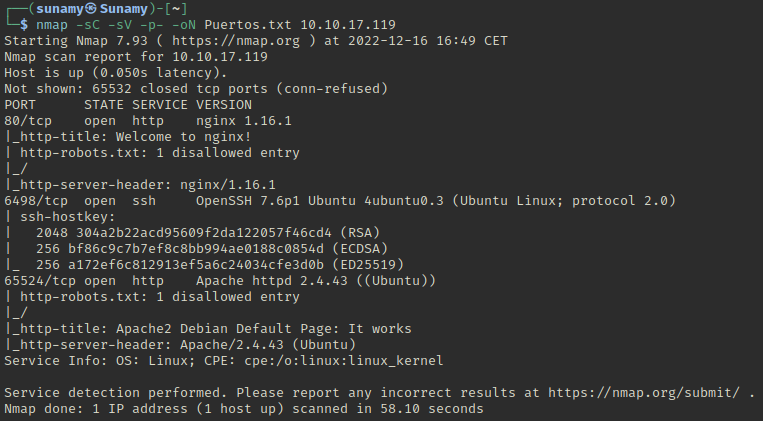 ┌──(sunamy㉿Sunamy)-[~]
└─$ nmap -sC -sV -p- -oN Puertos.txt 10.10.17.119
Starting Nmap 7.93 ( https://nmap.org ) at 2022-12-16 16:49 CET
Nmap scan report for 10.10.17.119
Host is up (0.050s latency).
Not shown: 65532 closed tcp ports (conn-refused)
PORT      STATE SERVICE VERSION
80/tcp    open  http    nginx 1.16.1
|_http-title: Welcome to nginx!
| http-robots.txt: 1 disallowed entry
|_/
|_http-server-header: nginx/1.16.1
6498/tcp  open  ssh     OpenSSH 7.6p1 Ubuntu 4ubuntu0.3 (Ubuntu Linux; protocol 2.0)
| ssh-hostkey:
|   2048 304a2b22acd95609f2da122057f46cd4 (RSA)
|   256 bf86c9c7b7ef8c8bb994ae0188c0854d (ECDSA)
|_  256 a172ef6c812913ef5a6c24034cfe3d0b (ED25519)
65524/tcp open  http    Apache httpd 2.4.43 ((Ubuntu))
| http-robots.txt: 1 disallowed entry
|_/
|_http-title: Apache2 Debian Default Page: It works
|_http-server-header: Apache/2.4.43 (Ubuntu)
Service Info: OS: Linux; CPE: cpe:/o:linux:linux_kernel

Service detection performed. Please report any incorrect results at https://nmap.org/submit/ .
Nmap done: 1 IP address (1 host up) scanned in 58.10 seconds